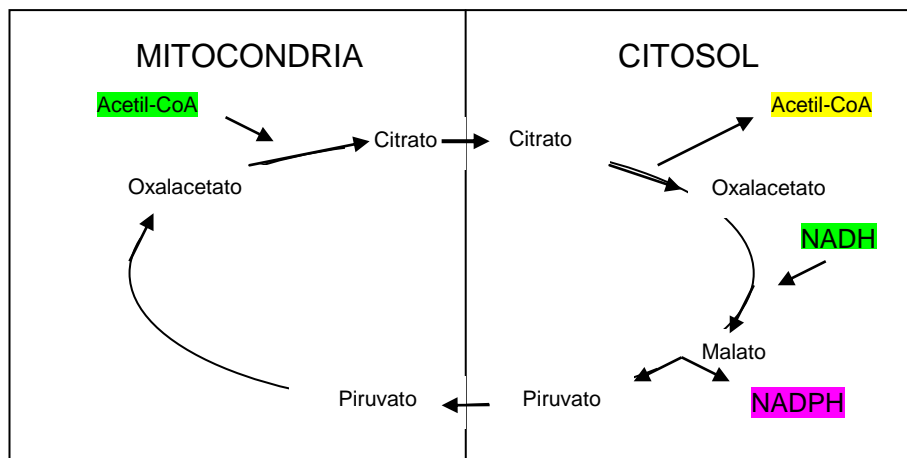 MITOCONDRIA
CITOSOL
Acetil-CoA
Acetil-CoA
Citrato
Citrato
Oxalacetato
Oxalacetato
NADH
Malato
Piruvato
Piruvato
NADPH